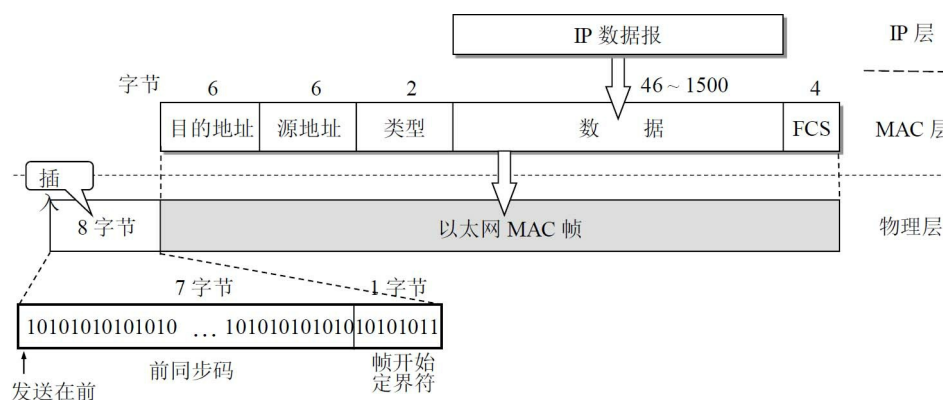 IP 数据报
IP 层
字节
6
6
2
46 ~ 1500
4
目的地址
源地址
类型
数 据
FCS
MAC 层
插入
8 字节
以太网 MAC 帧
物理层
7 字节
1 字节
10101010101010 … 101010101010
10101011
前同步码
帧开始
定界符
发送在前